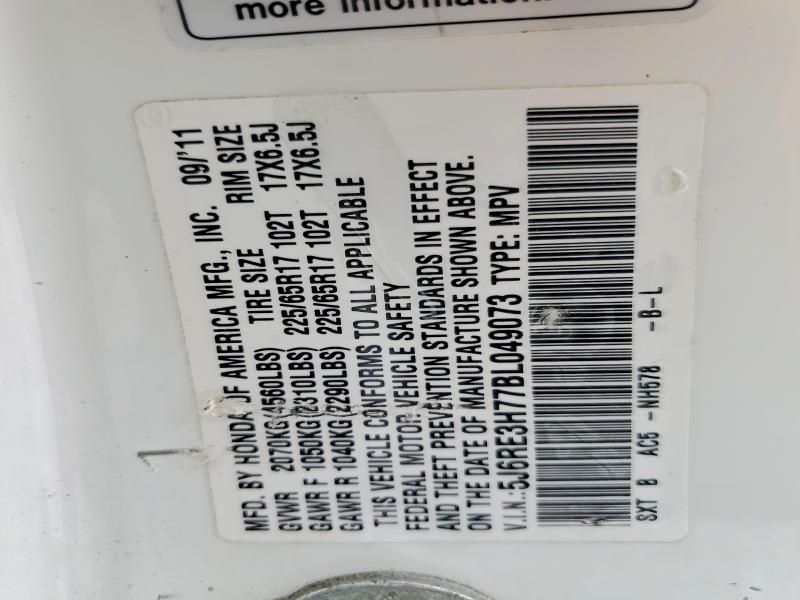 more information.
MFD. BY HONDA OF AMERICA MFG., INC. 09/'11
GVWR 2070KG(4560LBS) TIRE SIZE RIM SIZE
GAWR F 1050KG(2310LBS) 225/65R17 102T 17X6.5J
GAWR R 1040KG(2290LBS) 225/65R17 102T 17X6.5J
THIS VEHICLE CONFORMS TO ALL APPLICABLE
FEDERAL MOTOR VEHICLE SAFETY
AND THEFT PREVENTION STANDARDS IN EFFECT
ON THE DATE OF MANUFACTURE SHOWN ABOVE.
V.I.N.:5J6RE3H77BL049073 TYPE: MPV
SXT B A05 -NH578 -B-L